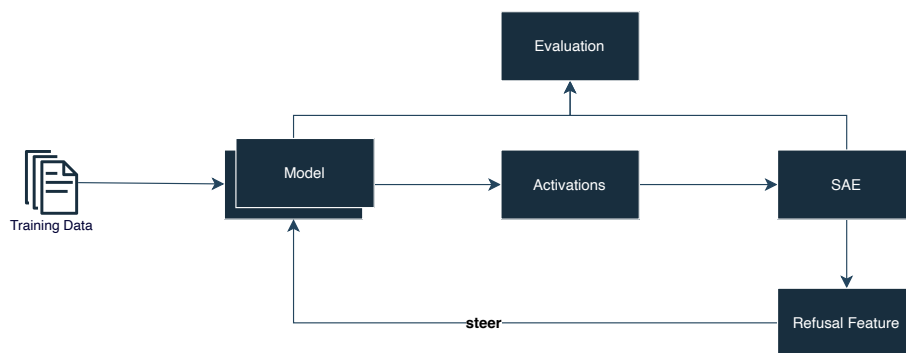 Evaluation
Model
Activations
SAE
Training Data
steer
Refusal Feature